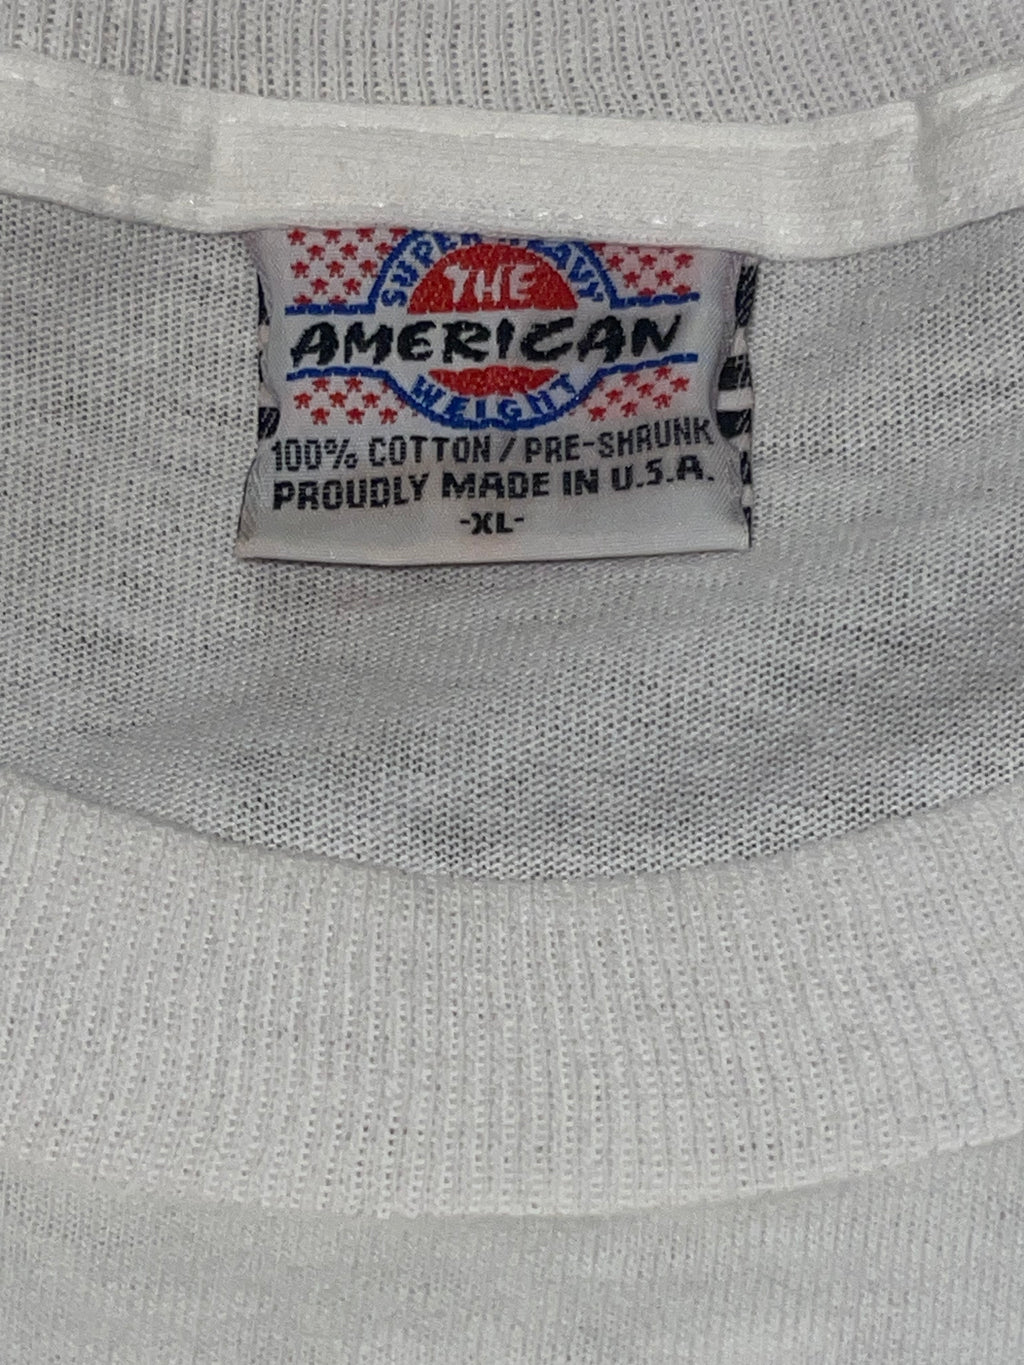 SUPER HEAVY
THE
AMERICAN
WEIGHT
100% COTTON / PRE-SHRUNK
PROUDLY MADE IN U.S.A.
-XL-